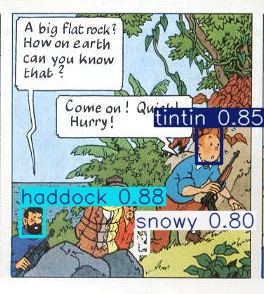 A big flat rock?
How on earth
can you know
that?
Come on! Quick!
Hurry!
tintin 0.85
haddock 0.88
snowy 0.80